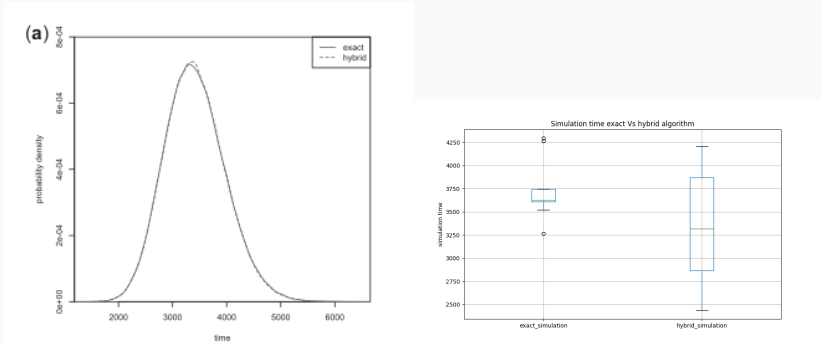 (a)
8e-04
6e-04
4e-04
2e-04
0e+00
probability density
exact
hybrid
2000 3000 4000 5000 6000
time
Simulation time exact Vs hybrid algorithm
4250
4000
3750
3500
3250
3000
2750
2500
simulation time
exact_simulation hybrid_simulation